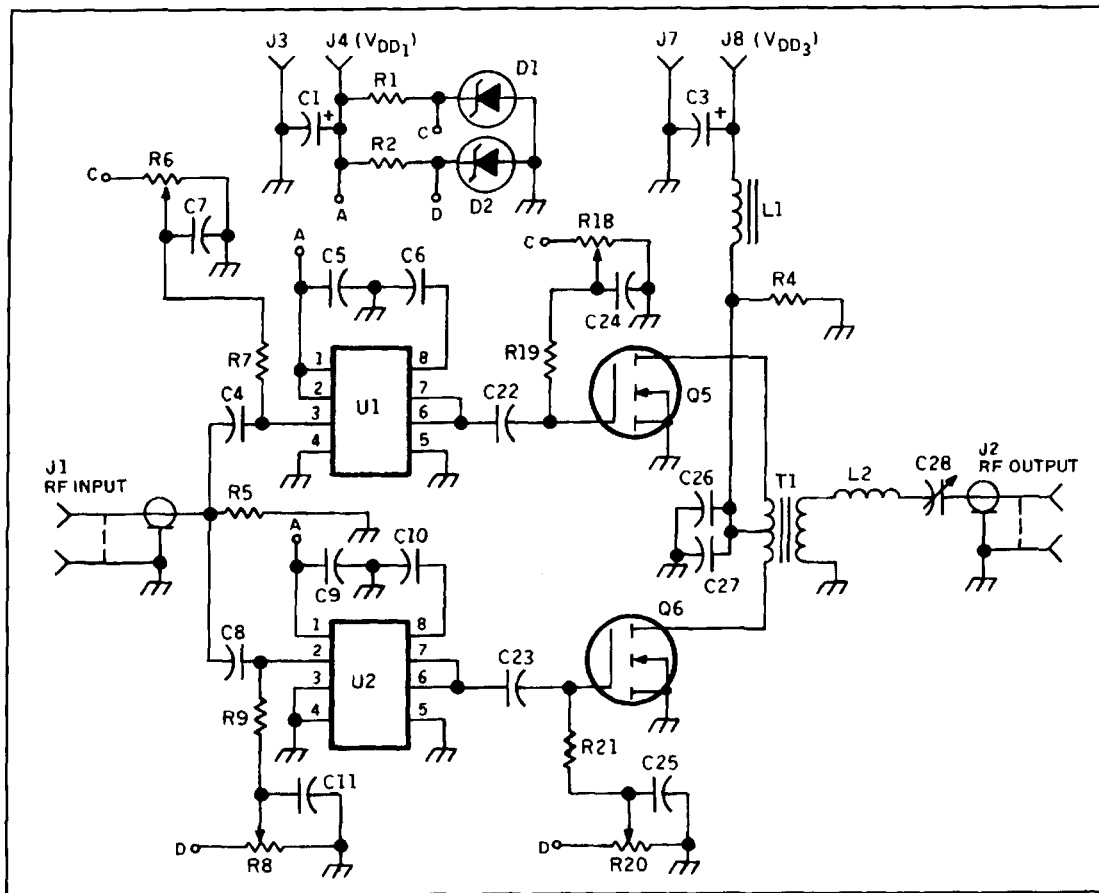 J3 J4 (VDD1) J7 J8 (VDD3)
R1 D1
C1 + C3 +
C
R2
R6
C D2 L1
A D
C7 R18
A C
C5 C6 R4
C24
R7 R19
1 8
C4 2 7 C22 Q5
U1
3 6
4 5
J1 J2
RF INPUT RF OUTPUT
R5 C26 T1 L2 C28
A
C10
C9 C27
Q6
C8 1 8
2 7 C23
U2
3 6
R9 4 5
R21
C11 C25
D R8 D R20